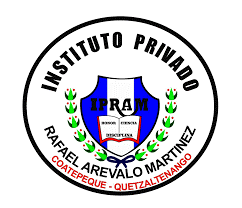 INSTITUTO PRIVADO
IPRAM
HONOR CIENCIA
DISCIPLINA
RAFAEL AREVALO MARTINEZ
COATEPEQUE - QUETZALTENANGO